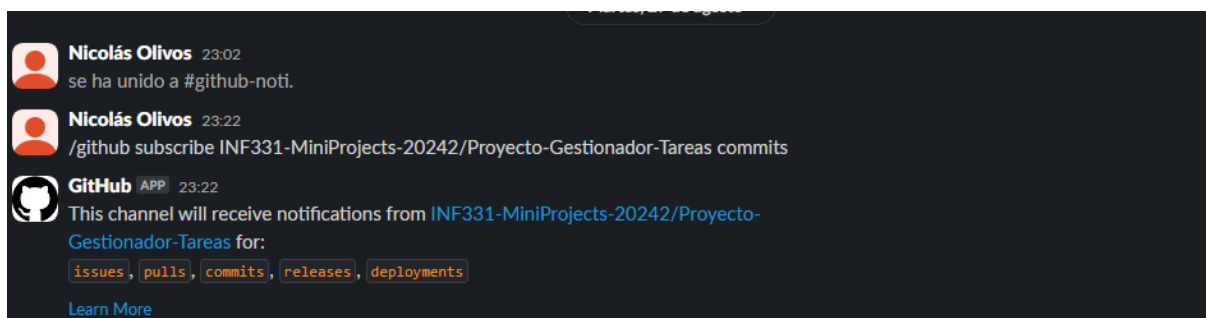 Nicolás Olivos 23:02
se ha unido a #github-noti.
Nicolás Olivos 23:22
/github subscribe INF331-MiniProjects-20242/Proyecto-Gestionador-Tareas commits
GitHub APP 23:22
This channel will receive notifications from INF331-MiniProjects-20242/Proyecto-
Gestionador-Tareas for:
issues, pulls, commits, releases, deployments
Learn More